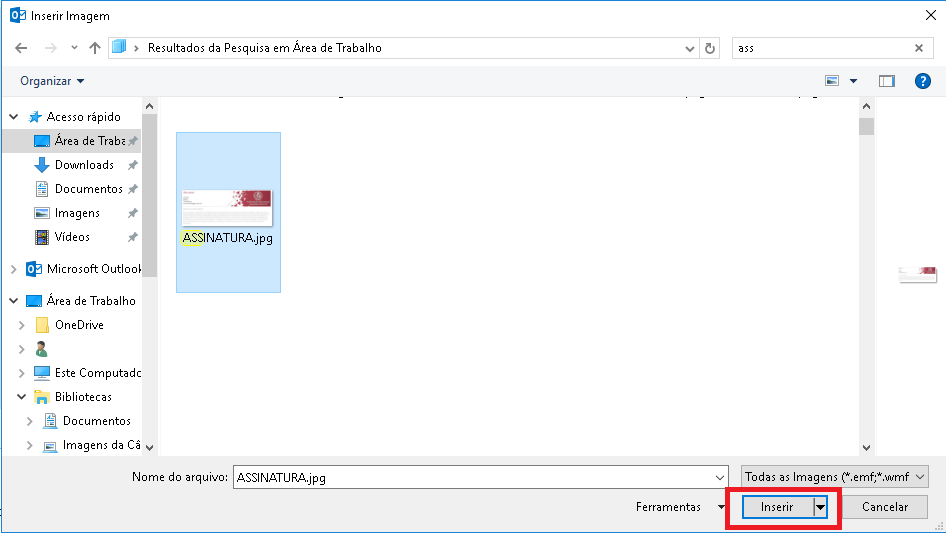 Inserir Imagem
Resultados da Pesquisa em Área de Trabalho
ass
Organizar
Acesso rápido
Área de Traba
Downloads
Documentos
Imagens
Vídeos
Microsoft Outlook
Área de Trabalho
OneDrive
Este Computado
Bibliotecas
Documentos
Imagens da Câ
ASSINATURA.jpg
Nome do arquivo: ASSINATURA.jpg
Todas as Imagens (*.emf;*.wmf
Ferramentas
Inserir
Cancelar